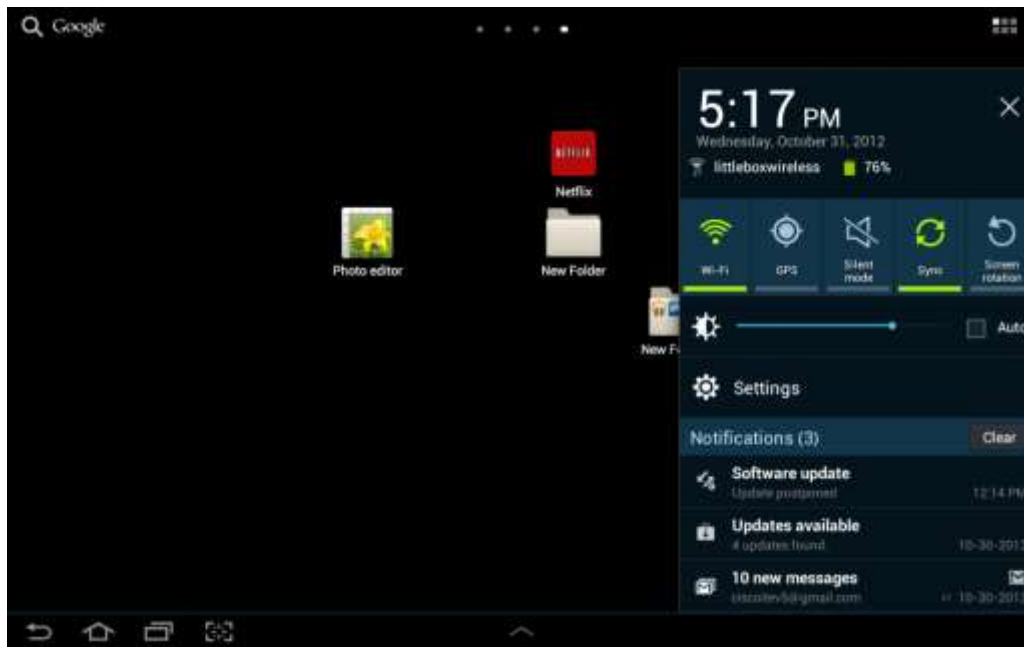 Google
NETFLIX
Netflix
Photo editor
New Folder
New F
5:17 PM
Wednesday, October 31, 2012
littleboxwireless 76%
Wi-Fi GPS Silent mode Sync Screen rotation
Auto
Settings
Notifications (3) Clear
Software update
Update postponed 12:14 PM
Updates available
4 updates found 10-30-2012
10 new messages
@gmail.com 10-30-2012